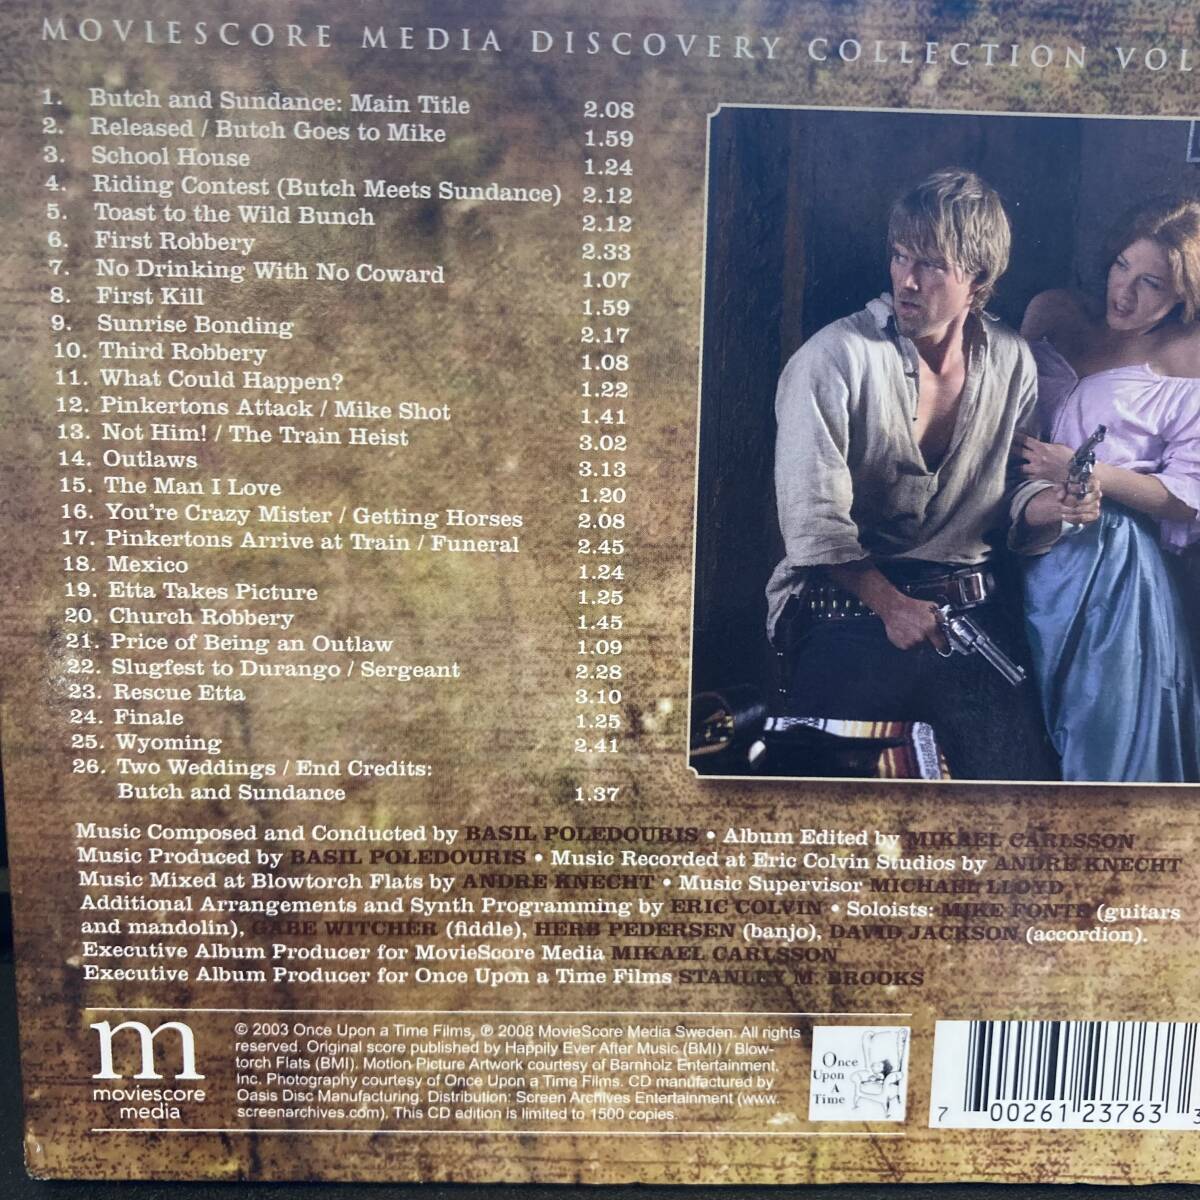 MOVIESCORE MEDIA DISCOVERY COLLECTION VOL
1. Butch and Sundance: Main Title 2.08
2. Released / Butch Goes to Mike 1.59
3. School House 1.24
4. Riding Contest (Butch Meets Sundance) 2.12
5. Toast to the Wild Bunch 2.12
6. First Robbery 2.33
7. No Drinking With No Coward 1.07
8. First Kill 1.59
9. Sunrise Bonding 2.17
10. Third Robbery 1.08
11. What Could Happen? 1.22
12. Pinkertons Attack / Mike Shot 1.41
13. Not Him! / The Train Heist 3.02
14. Outlaws 3.13
15. The Man I Love 1.20
16. You're Crazy Mister / Getting Horses 2.08
17. Pinkertons Arrive at Train / Funeral 2.45
18. Mexico 1.24
19. Etta Takes Picture 1.25
20. Church Robbery 1.45
21. Price of Being an Outlaw 1.09
22. Slugfest to Durango / Sergeant 2.28
23. Rescue Etta 3.10
24. Finale 1.25
25. Wyoming 2.41
26. Two Weddings / End Credits:
Butch and Sundance 1.37
Music Composed and Conducted by BASIL POLEDOURIS • Album Edited by MIKAEL CARLSSON
Music Produced by BASIL POLEDOURIS • Music Recorded at Eric Colvin Studios by ANDRE KNECHT
Music Mixed at Blowtorch Flats by ANDRE KNECHT • Music Supervisor MICHAEL LLOYD
Additional Arrangements and Synth Programming by ERIC COLVIN • Soloists: MIKE FONTE (guitars
and mandolin), GABE WITCHER (fiddle), HERB PEDERSEN (banjo), DAVID JACKSON (accordion).
Executive Album Producer for MovieScore Media MIKAEL CARLSSON
Executive Album Producer for Once Upon a Time Films STANLEY M. BROOKS
m
moviescore
media
© 2003 Once Upon a Time Films, ℗ 2008 MovieScore Media Sweden. All rights
reserved. Original score published by Happily Ever After Music (BMI) / Blow-
torch Flats (BMI). Motion Picture Artwork courtesy of Barnholz Entertainment,
Inc. Photography courtesy of Once Upon a Time Films. CD manufactured by
Oasis Disc Manufacturing. Distribution: Screen Archives Entertainment (www.
screenarchives.com). This CD edition is limited to 1500 copies.
Once
Upon
A
Time
7 00261 23763 3